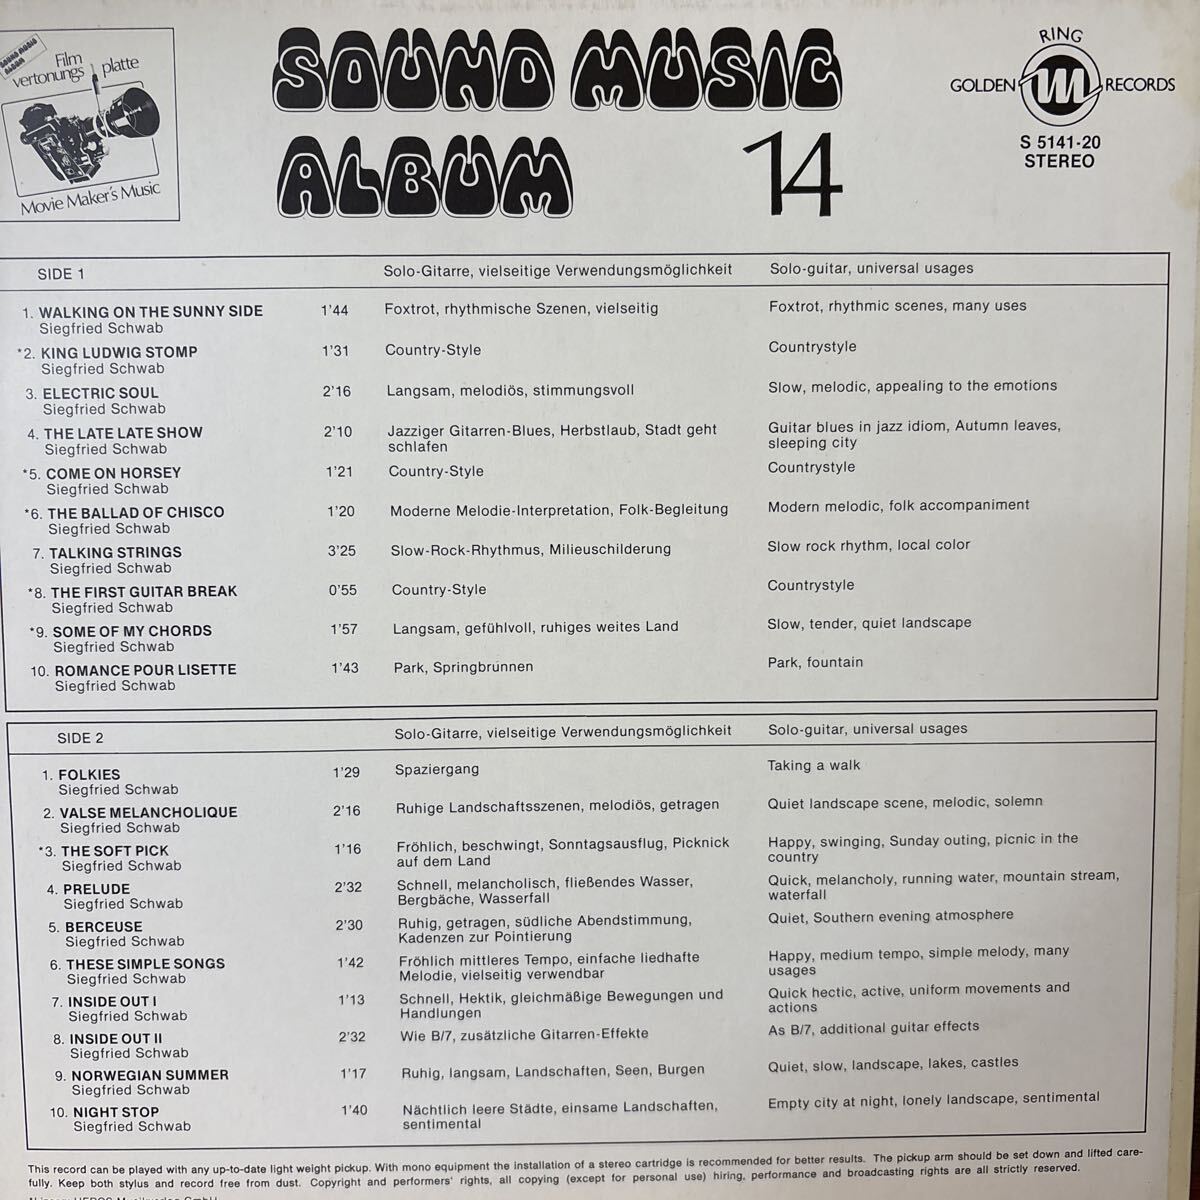 SOUND MUSIC
ALBUM
Film
vertonungs platte
Movie Maker's Music
SOUND MUSIC
ALBUM 14
RING
GOLDEN RECORDS
S 5141-20
STEREO
SIDE 1 Solo-Gitarre, vielseitige Verwendungsmöglichkeit Solo-guitar, universal usages
1. WALKING ON THE SUNNY SIDE 1'44 Foxtrot, rhythmische Szenen, vielseitig Foxtrot, rhythmic scenes, many uses
Siegfried Schwab
*2. KING LUDWIG STOMP 1'31 Country-Style Countrystyle
Siegfried Schwab
3. ELECTRIC SOUL 2'16 Langsam, melodiös, stimmungsvoll Slow, melodic, appealing to the emotions
Siegfried Schwab
4. THE LATE LATE SHOW 2'10 Jazziger Gitarren-Blues, Herbstlaub, Stadt geht Guitar blues in jazz idiom, Autumn leaves,
Siegfried Schwab schlafen sleeping city
*5. COME ON HORSEY 1'21 Country-Style Countrystyle
Siegfried Schwab
*6. THE BALLAD OF CHISCO 1'20 Moderne Melodie-Interpretation, Folk-Begleitung Modern melodic, folk accompaniment
Siegfried Schwab
7. TALKING STRINGS 3'25 Slow-Rock-Rhythmus, Milieuschilderung Slow rock rhythm, local color
Siegfried Schwab
*8. THE FIRST GUITAR BREAK 0'55 Country-Style Countrystyle
Siegfried Schwab
*9. SOME OF MY CHORDS 1'57 Langsam, gefühlvoll, ruhiges weites Land Slow, tender, quiet landscape
Siegfried Schwab
10. ROMANCE POUR LISETTE 1'43 Park, Springbrunnen Park, fountain
Siegfried Schwab
SIDE 2 Solo-Gitarre, vielseitige Verwendungsmöglichkeit Solo-guitar, universal usages
1. FOLKIES 1'29 Spaziergang Taking a walk
Siegfried Schwab
2. VALSE MELANCHOLIQUE 2'16 Ruhige Landschaftsszenen, melodiös, getragen Quiet landscape scene, melodic, solemn
Siegfried Schwab
*3. THE SOFT PICK 1'16 Fröhlich, beschwingt, Sonntagsausflug, Picknick Happy, swinging, Sunday outing, picnic in the
Siegfried Schwab auf dem Land country
4. PRELUDE 2'32 Schnell, melancholisch, fließendes Wasser, Quick, melancholy, running water, mountain stream,
Siegfried Schwab Bergbäche, Wasserfall waterfall
5. BERCEUSE 2'30 Ruhig, getragen, südliche Abendstimmung, Quiet, Southern evening atmosphere
Siegfried Schwab Kadenzen zur Pointierung
6. THESE SIMPLE SONGS 1'42 Fröhlich mittleres Tempo, einfache liedhafte Happy, medium tempo, simple melody, many
Siegfried Schwab Melodie, vielseitig verwendbar usages
7. INSIDE OUT I 1'13 Schnell, Hektik, gleichmäßige Bewegungen und Quick hectic, active, uniform movements and
Siegfried Schwab Handlungen actions
8. INSIDE OUT II 2'32 Wie B/7, zusätzliche Gitarren-Effekte As B/7, additional guitar effects
Siegfried Schwab
9. NORWEGIAN SUMMER 1'17 Ruhig, langsam, Landschaften, Seen, Burgen Quiet, slow, landscape, lakes, castles
Siegfried Schwab
10. NIGHT STOP 1'40 Nächtlich leere Städte, einsame Landschaften, Empty city at night, lonely landscape, sentimental
Siegfried Schwab sentimental
This record can be played with any up-to-date light weight pickup. With mono equipment the installation of a stereo cartridge is recommended for better results. The pickup arm should be set down and lifted care-
fully. Keep both stylus and record free from dust. Copyright and performers' rights, all copying (except for personal use) hiring, performance and broadcasting rights are all strictly reserved.